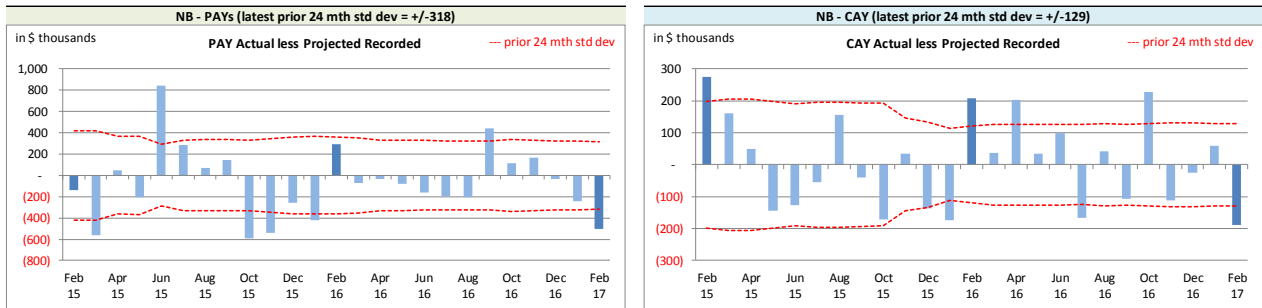 NB - PAYs (latest prior 24 mth std dev = +/-318)
in $ thousands
PAY Actual less Projected Recorded
--- prior 24 mth std dev
1,000
800
600
400
200
-
(200)
(400)
(600)
(800)
Feb Apr Jun Aug Oct Dec Feb Apr Jun Aug Oct Dec Feb
15 15 15 15 15 15 16 16 16 16 16 16 17
NB - CAY (latest prior 24 mth std dev = +/-129)
in $ thousands
CAY Actual less Projected Recorded
--- prior 24 mth std dev
300
200
100
-
(100)
(200)
(300)
Feb Apr Jun Aug Oct Dec Feb Apr Jun Aug Oct Dec Feb
15 15 15 15 15 15 16 16 16 16 16 16 17